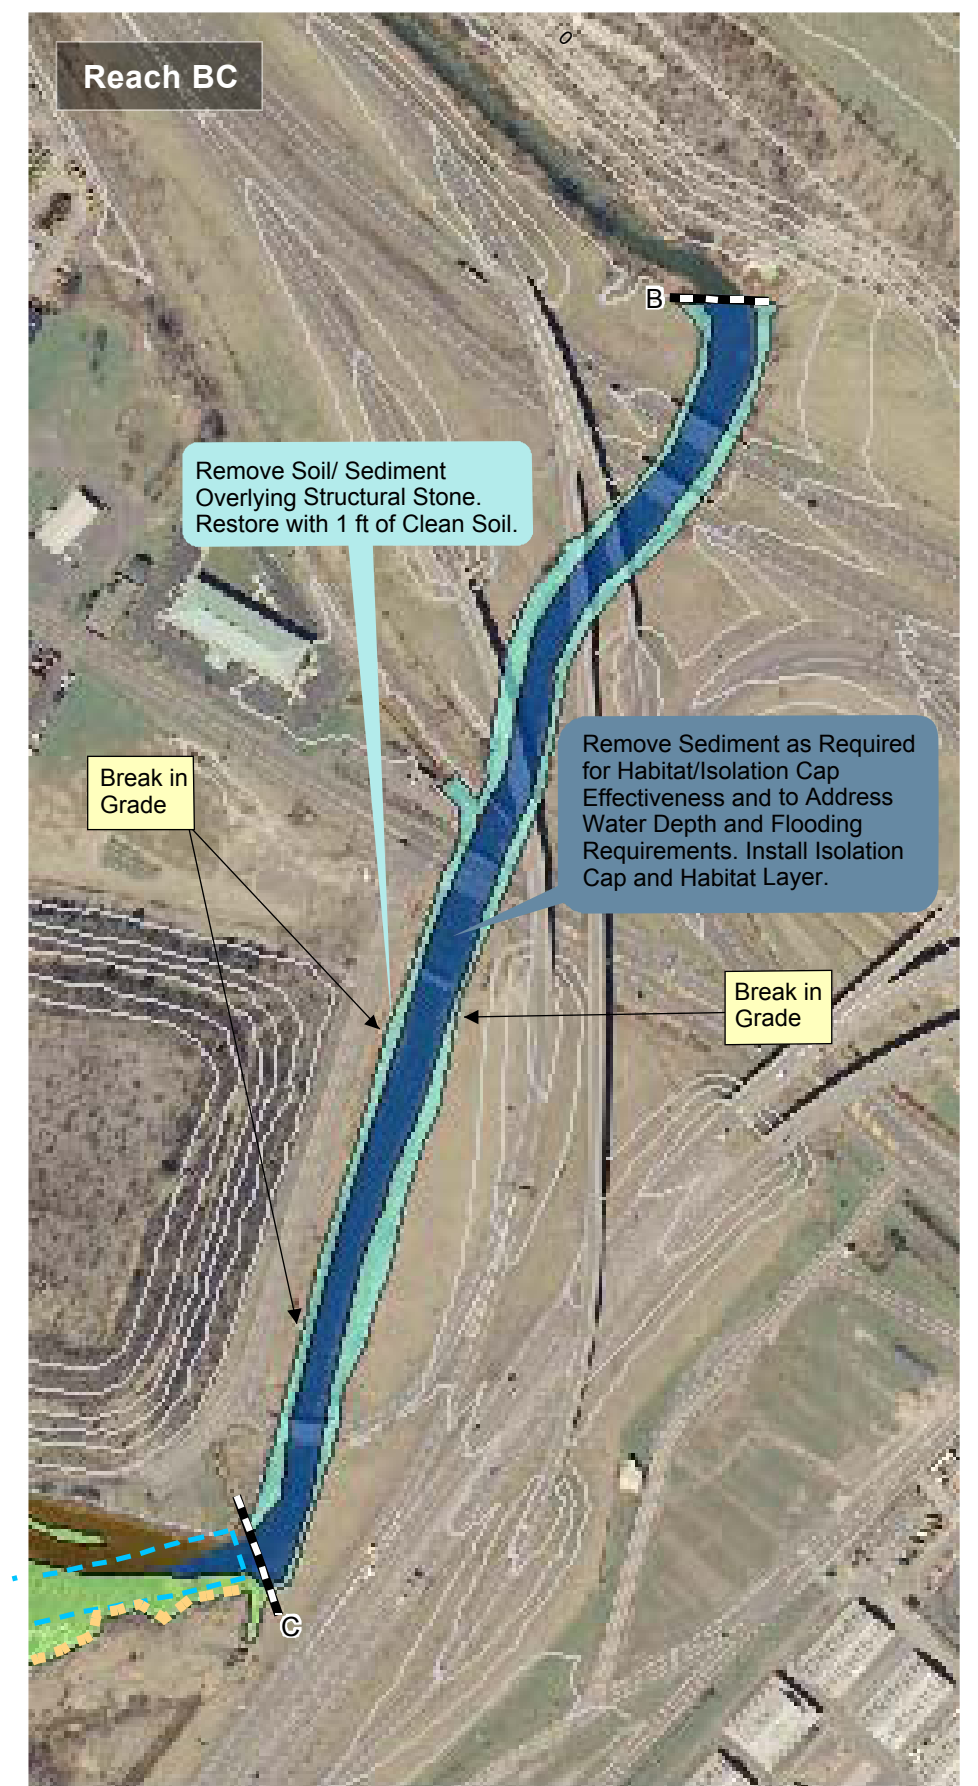 Reach BC
B
Remove Soil/ Sediment
Overlying Structural Stone.
Restore with 1 ft of Clean Soil.
Remove Sediment as Required
for Habitat/Isolation Cap
Effectiveness and to Address
Water Depth and Flooding
Requirements. Install Isolation
Cap and Habitat Layer.
Break in
Grade
Break in
Grade
C